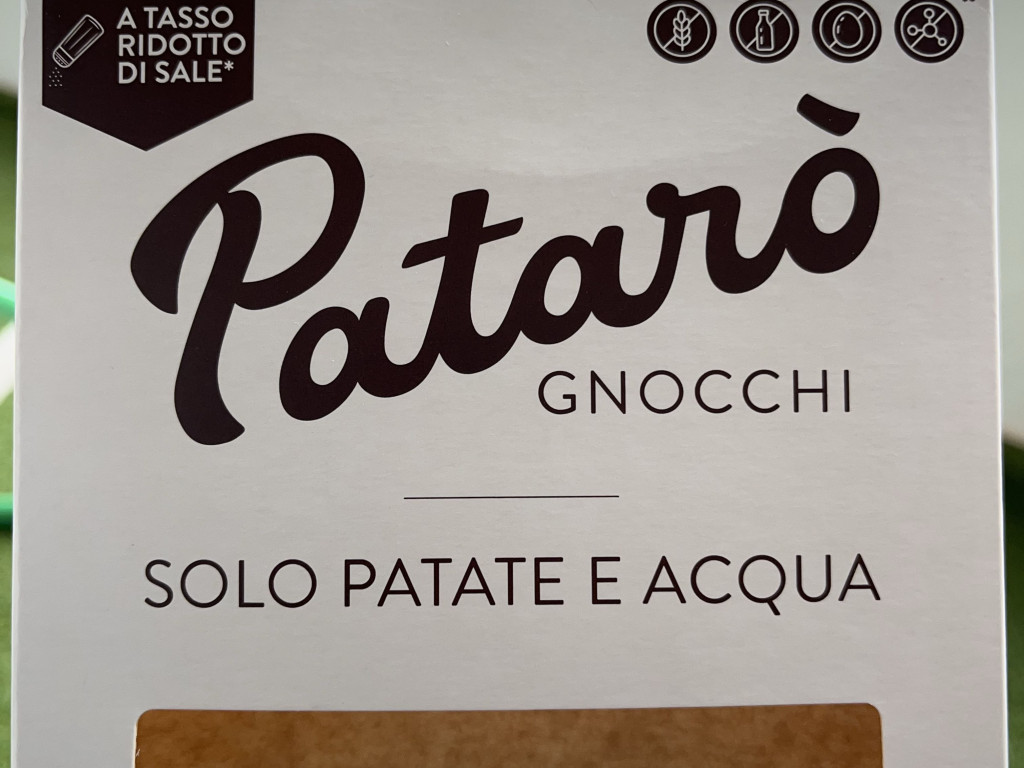 A TASSO
RIDOTTO
DI SALE*
Patarò
GNOCCHI
SOLO PATATE E ACQUA